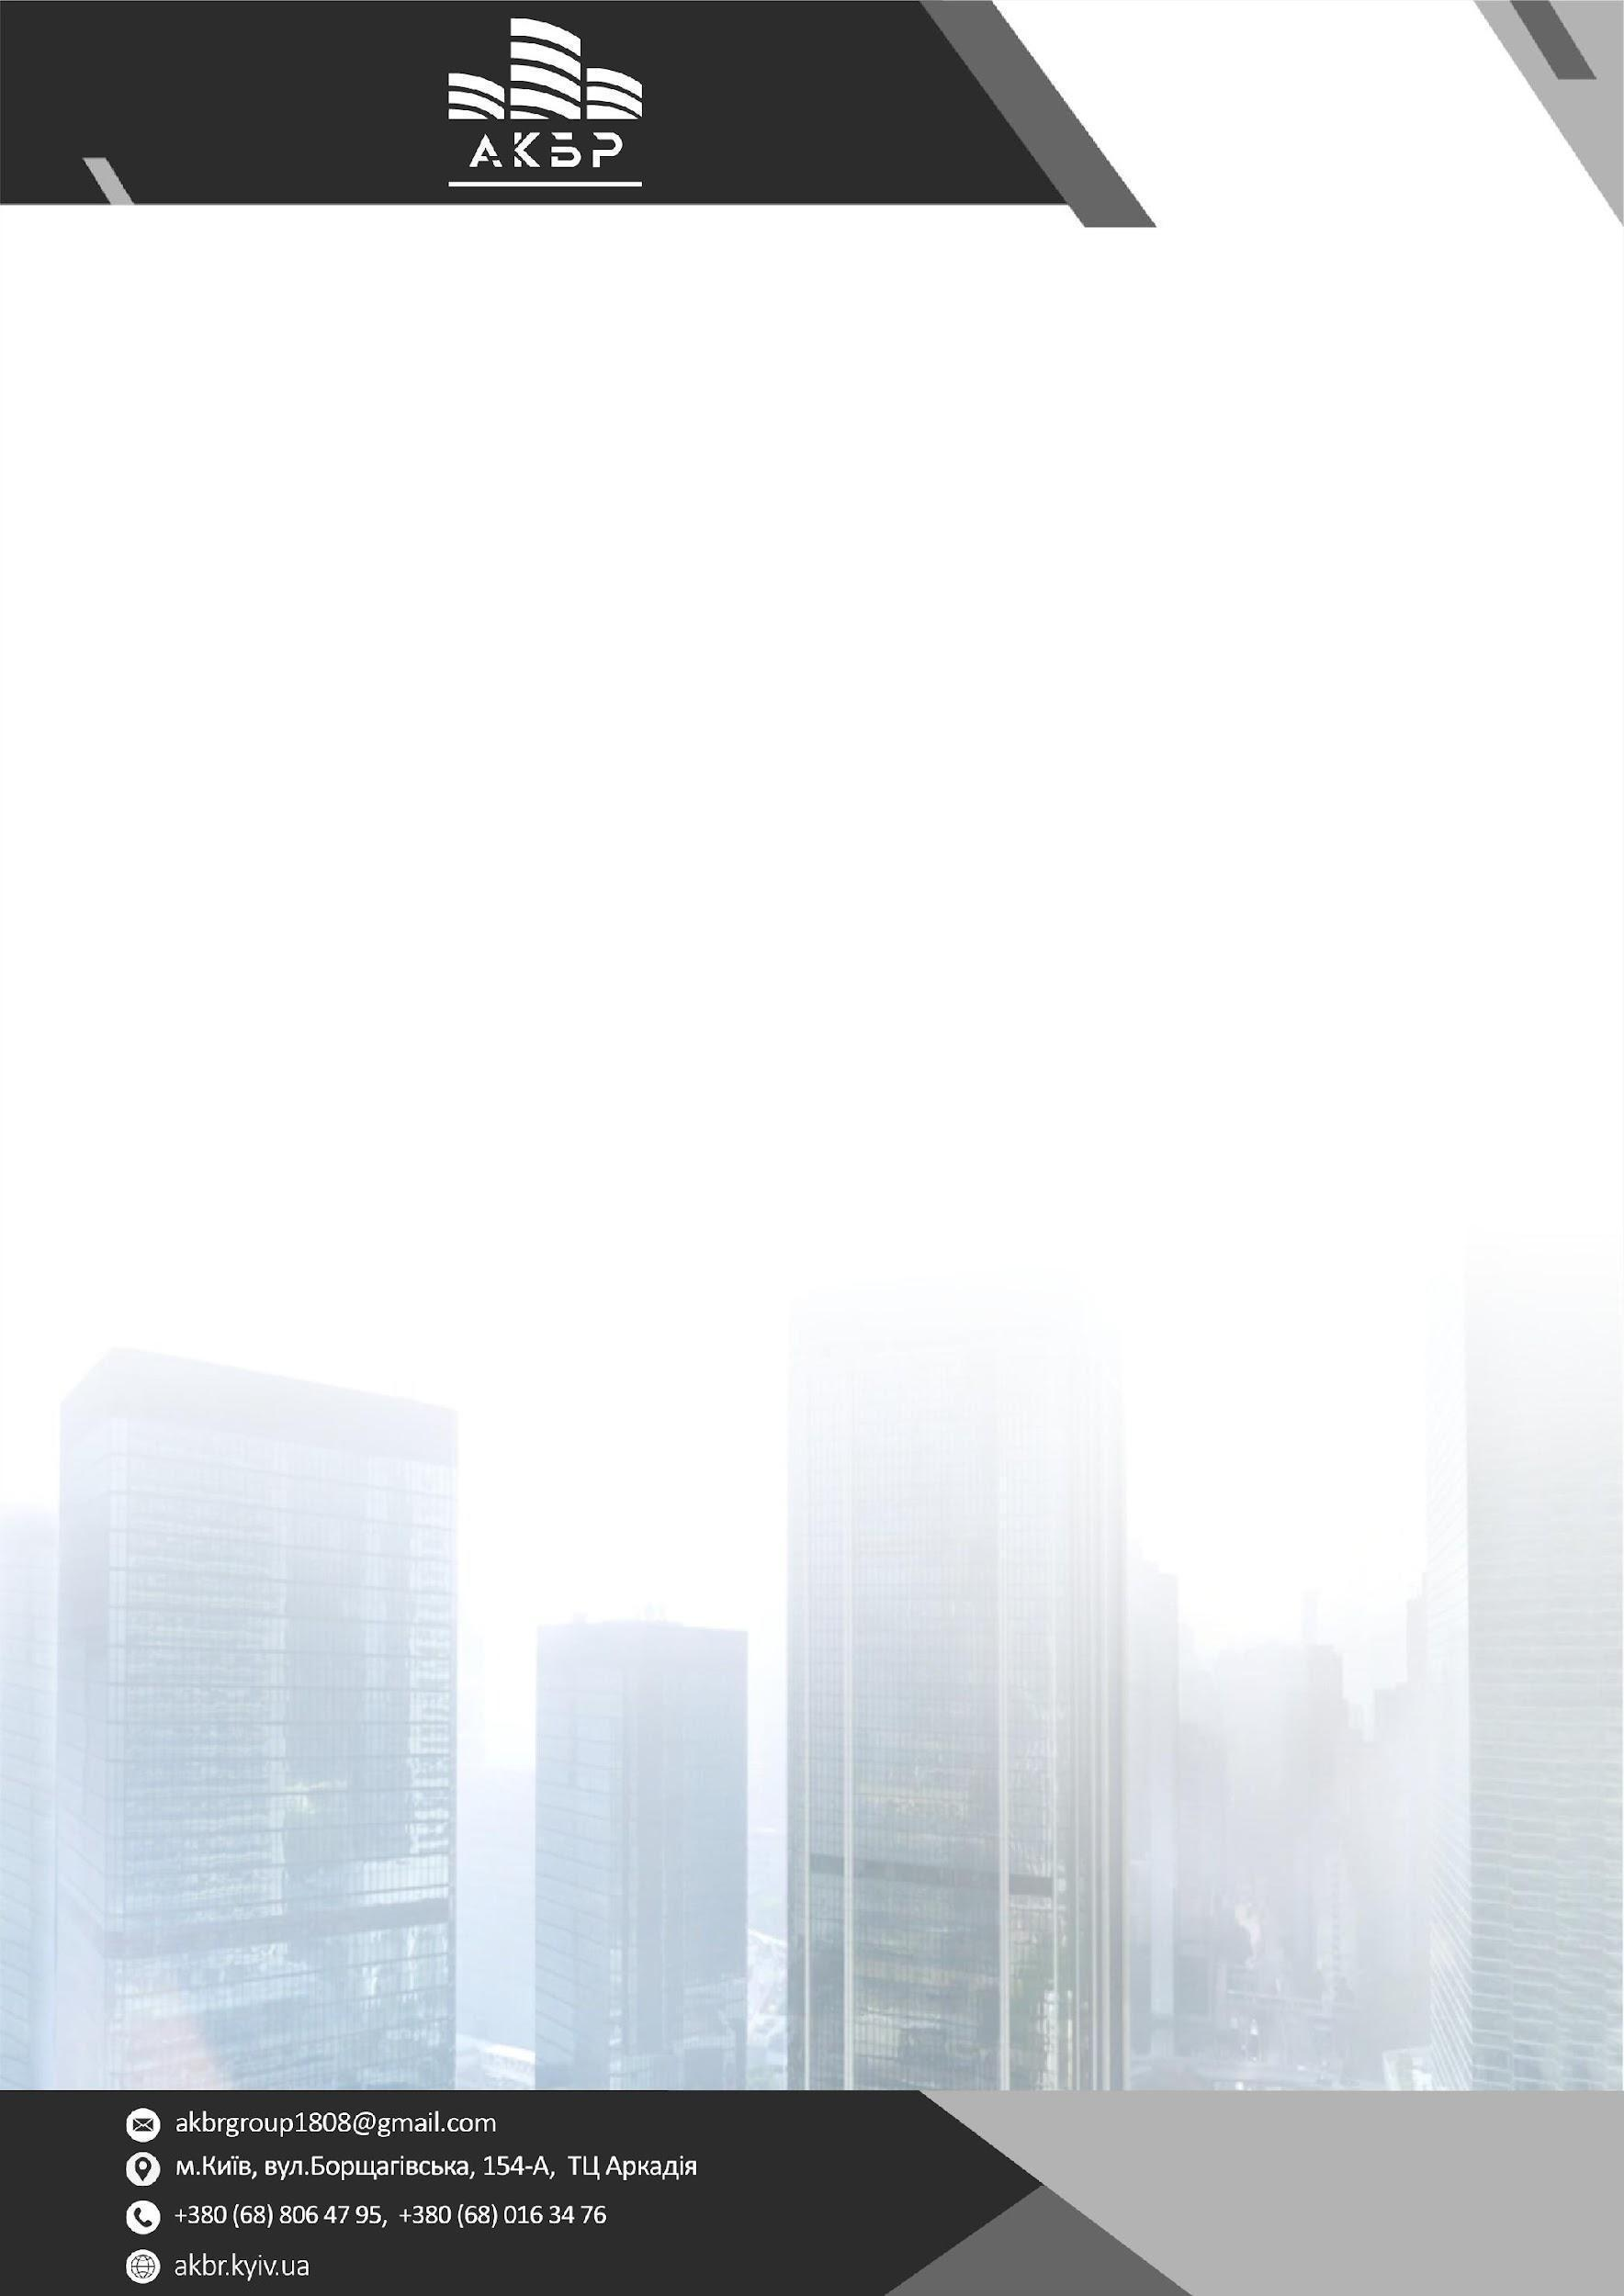 АКБР
akbrgroup1808@gmail.com
м.Київ, вул.Борщагівська, 154-А, ТЦ Аркадія
+380 (68) 806 47 95, +380 (68) 016 34 76
akbr.kyiv.ua